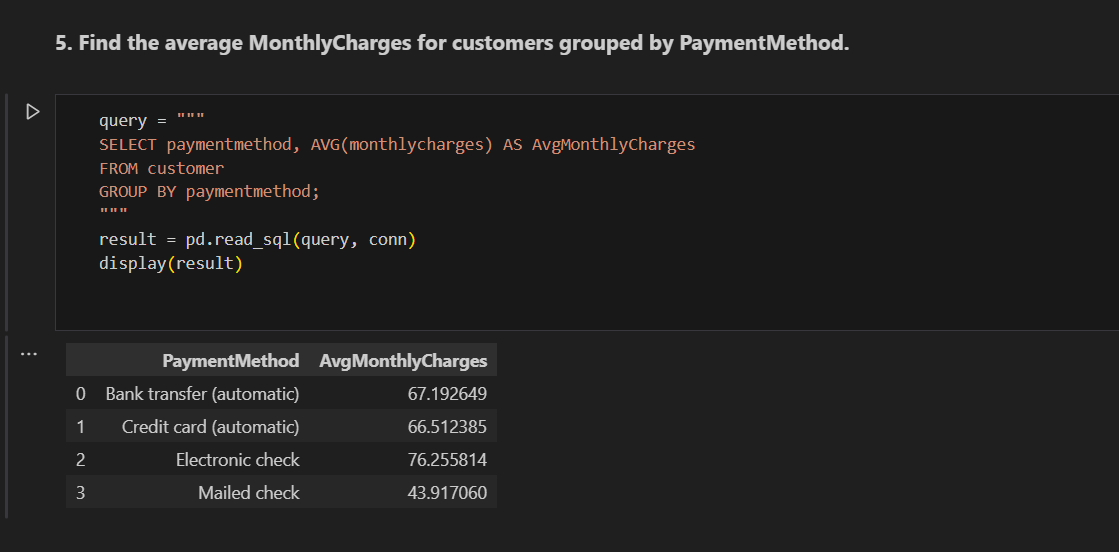 5. Find the average MonthlyCharges for customers grouped by PaymentMethod.
query = """
SELECT paymentmethod, AVG(monthlycharges) AS AvgMonthlyCharges
FROM customer
GROUP BY paymentmethod;
"""
result = pd.read_sql(query, conn)
display(result)
PaymentMethod AvgMonthlyCharges
0 Bank transfer (automatic) 67.192649
1 Credit card (automatic) 66.512385
2 Electronic check 76.255814
3 Mailed check 43.917060